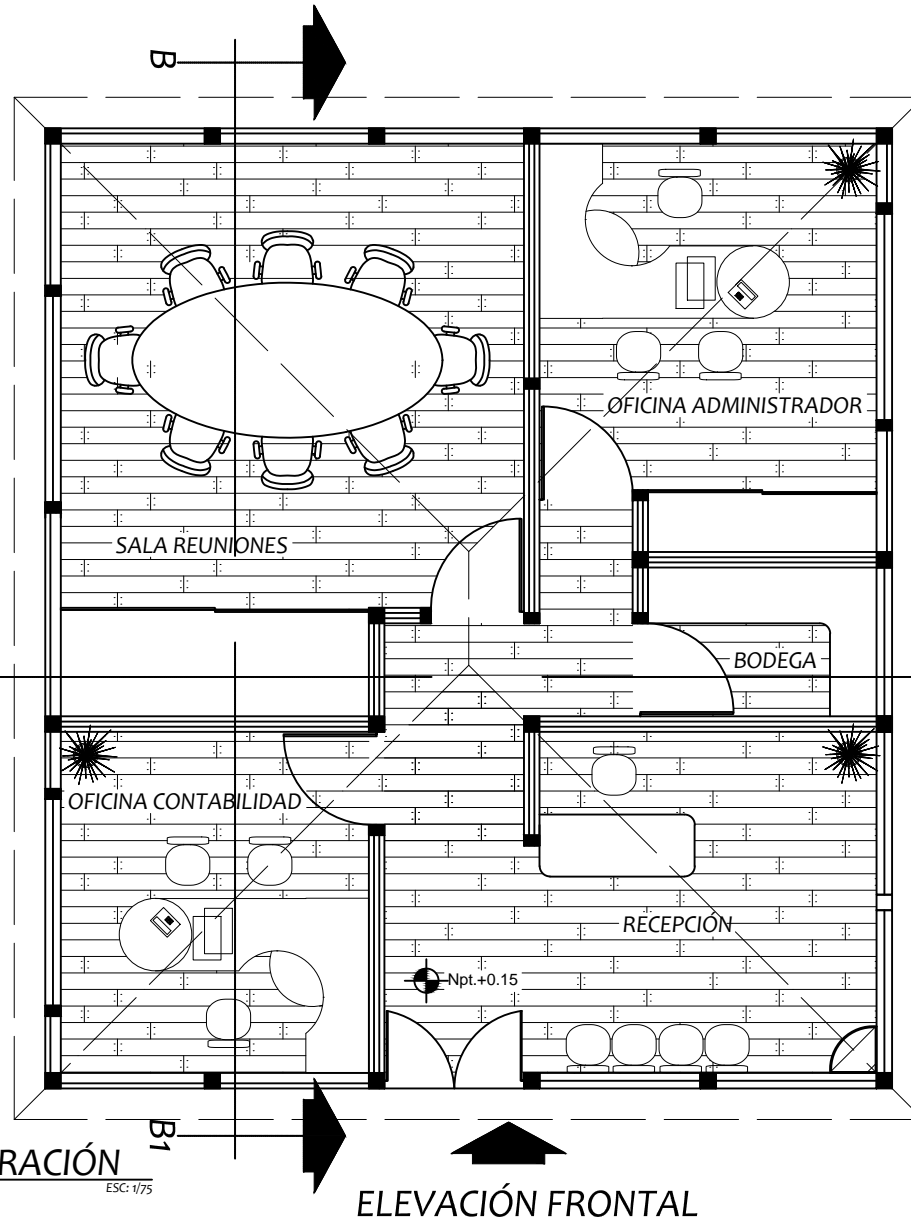 B
OFICINA ADMINISTRADOR
SALA REUNIONES
BODEGA
OFICINA CONTABILIDAD
RECEPCIÓN
Npt.+0.15
B1
RACIÓN
ESC: 1/75
ELEVACIÓN FRONTAL